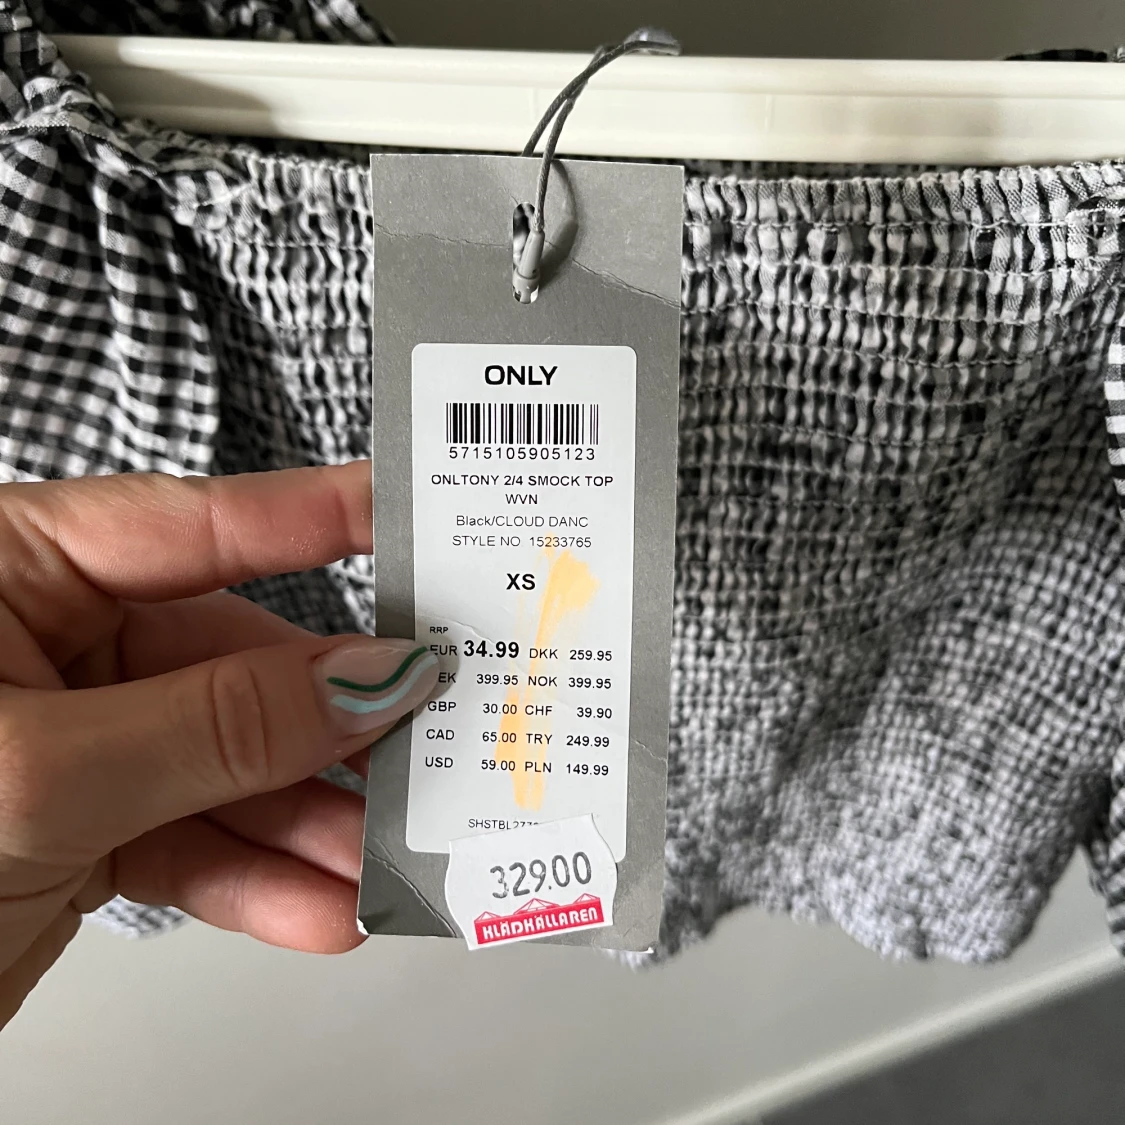 ONLY
5715105905123
ONLTONY 2/4 SMOCK TOP
WVN
Black/CLOUD DANC
STYLE NO. 15233765
XS
RRP
EUR 34.99 DKK 259.95
EK 399.95 NOK 399.95
GBP 30.00 CHF 39.90
CAD 65.00 TRY 249.99
USD 59.00 PLN 149.99
329.00
KLÄDKÄLLAREN